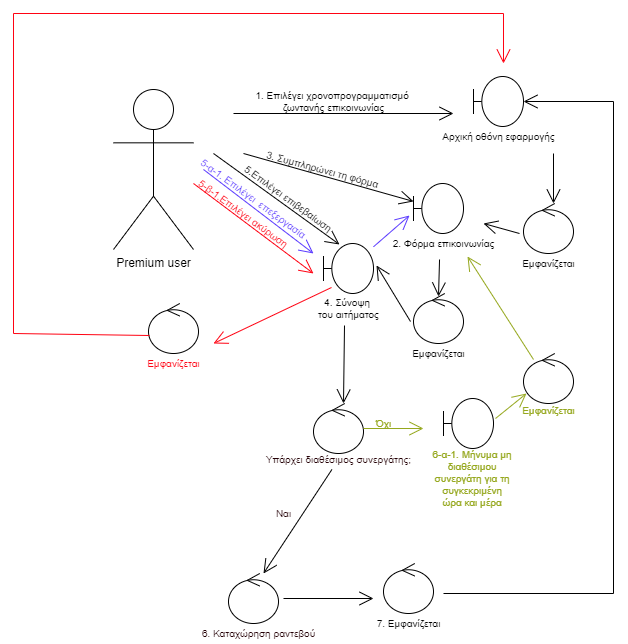 1. Επιλέγει χρονοπρογραμματισμό
ζωντανής επικοινωνίας
Αρχική οθόνη εφαρμογής
3. Συμπληρώνει τη φόρμα
5.Επιλέγει επιβεβαίωση
5-α-1. Επιλέγει επεξεργασία
5-β-1.Επιλέγει ακύρωση
Premium user
2. Φόρμα επικοινωνίας
Εμφανίζεται
4. Σύνοψη
του αιτήματος
Εμφανίζεται
Εμφανίζεται
Εμφανίζεται
Όχι
Υπάρχει διαθέσιμος συνεργάτης;
6-α-1. Μήνυμα μη
διαθέσιμου
συνεργάτη για τη
συγκεκριμένη
ώρα και μέρα
Ναι
6. Καταχώρηση ραντεβού
7. Εμφανίζεται